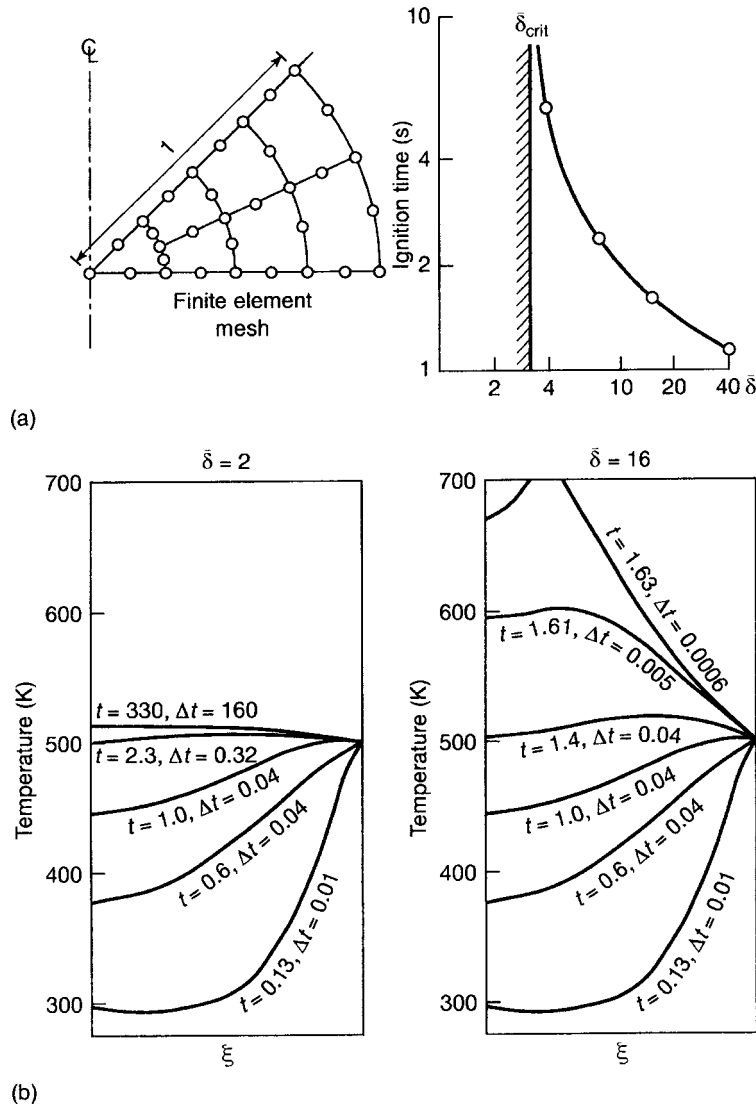 ℄
1
Finite element
mesh
(a)
Ignition time (s)
10
4
2
1
δ̄crit
2
4
10
20
40
δ̄
δ̄ = 2
Temperature (K)
700
600
500
400
300
t = 330, Δt = 160
t = 2.3, Δt = 0.32
t = 1.0, Δt = 0.04
t = 0.6, Δt = 0.04
t = 0.13, Δt = 0.01
ξ
δ̄ = 16
Temperature (K)
700
600
500
400
300
t = 1.63, Δt = 0.0006
t = 1.61, Δt = 0.005
t = 1.4, Δt = 0.04
t = 1.0, Δt = 0.04
t = 0.6, Δt = 0.04
t = 0.13, Δt = 0.01
ξ
(b)